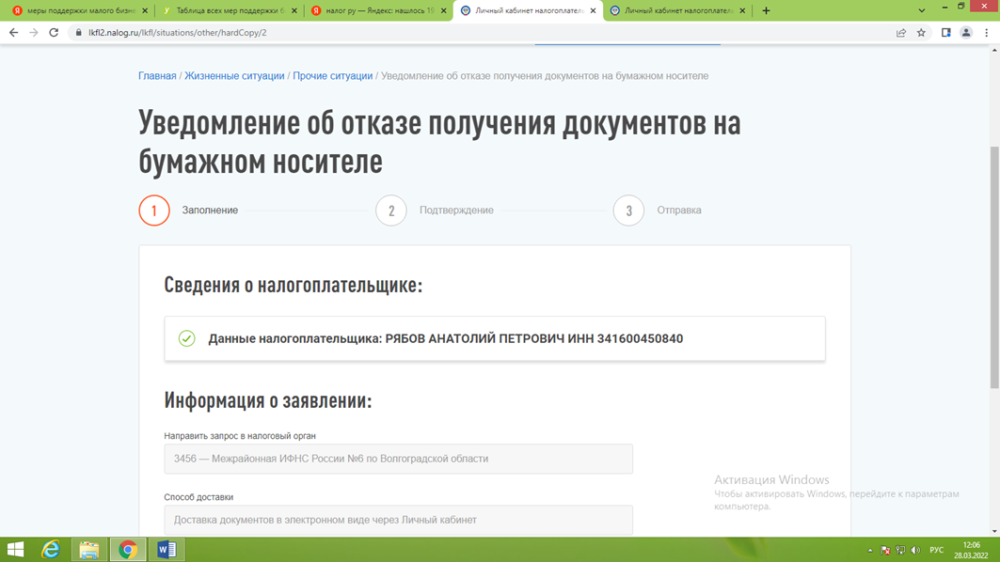 меры поддержки малого бизне
Таблица всех мер поддержки б
налог ру — Яндекс: нашлось 19
Личный кабинет налогоплател
Личный кабинет налогоплател
lkfl2.nalog.ru/lkfl/situations/other/hardCopy/2
Главная / Жизненные ситуации / Прочие ситуации / Уведомление об отказе получения документов на бумажном носителе
Уведомление об отказе получения документов на
бумажном носителе
1 Заполнение 2 Подтверждение 3 Отправка
Сведения о налогоплательщике:
Данные налогоплательщика: РЯБОВ АНАТОЛИЙ ПЕТРОВИЧ ИНН 341600450840
Информация о заявлении:
Направить запрос в налоговый орган
3456 — Межрайонная ИФНС России №6 по Волгоградской области
Способ доставки
Доставка документов в электронном виде через Личный кабинет
Активация Windows
Чтобы активировать Windows, перейдите к параметрам
компьютера.
РУС
12:06
28.03.2022